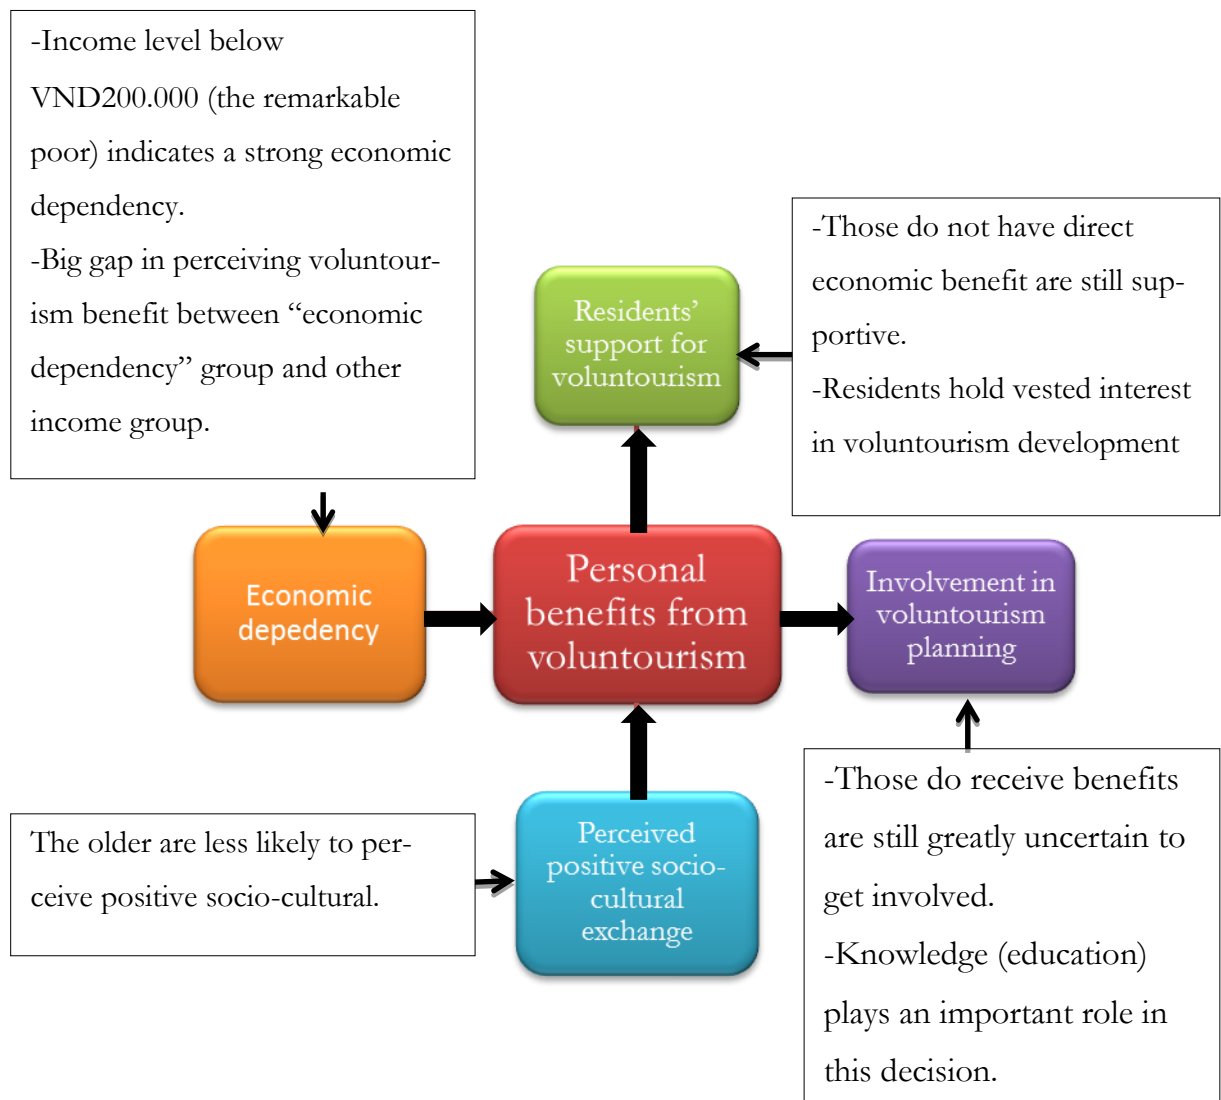 -Income level below
VND200.000 (the remarkable
poor) indicates a strong economic
dependency.
-Big gap in perceiving voluntour-
ism benefit between “economic
dependency” group and other
income group.
-Those do not have direct
economic benefit are still sup-
portive.
-Residents hold vested interest
in voluntourism development
Residents’
support for
voluntourism
Economic
depedency
Personal
benefits from
voluntourism
Involvement in
voluntourism
planning
The older are less likely to per-
ceive positive socio-cultural.
Perceived
positive socio-
cultural
exchange
-Those do receive benefits
are still greatly uncertain to
get involved.
-Knowledge (education)
plays an important role in
this decision.